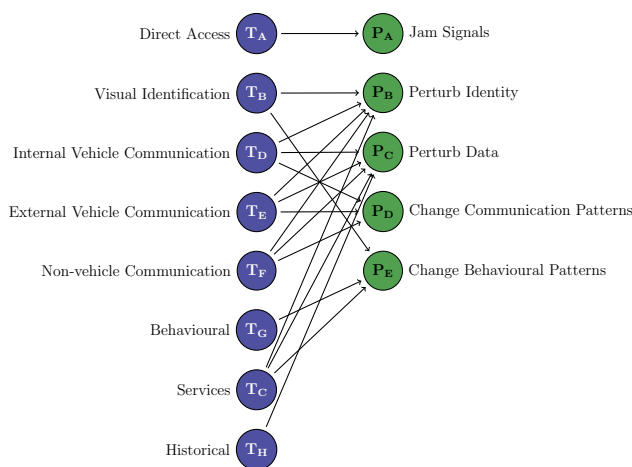 Direct Access T_A P_A Jam Signals
Visual Identification T_B P_B Perturb Identity
Internal Vehicle Communication T_D P_C Perturb Data
External Vehicle Communication T_E P_D Change Communication Patterns
Non-vehicle Communication T_F P_E Change Behavioural Patterns
Behavioural T_G
Services T_C
Historical T_H